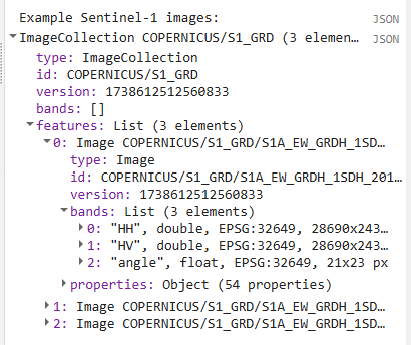 Example Sentinel-1 images: JSON
ImageCollection COPERNICUS/S1_GRD (3 elemen… JSON
type: ImageCollection
id: COPERNICUS/S1_GRD
version: 1738612512560833
bands: []
features: List (3 elements)
0: Image COPERNICUS/S1_GRD/S1A_EW_GRDH_1SD…
type: Image
id: COPERNICUS/S1_GRD/S1A_EW_GRDH_1SDH_201…
version: 1738612512560833
bands: List (3 elements)
0: "HH", double, EPSG:32649, 28690x243…
1: "HV", double, EPSG:32649, 28690x243…
2: "angle", float, EPSG:32649, 21x23 px
properties: Object (54 properties)
1: Image COPERNICUS/S1_GRD/S1A_EW_GRDH_1SD…
2: Image COPERNICUS/S1_GRD/S1A_EW_GRDH_1SD…